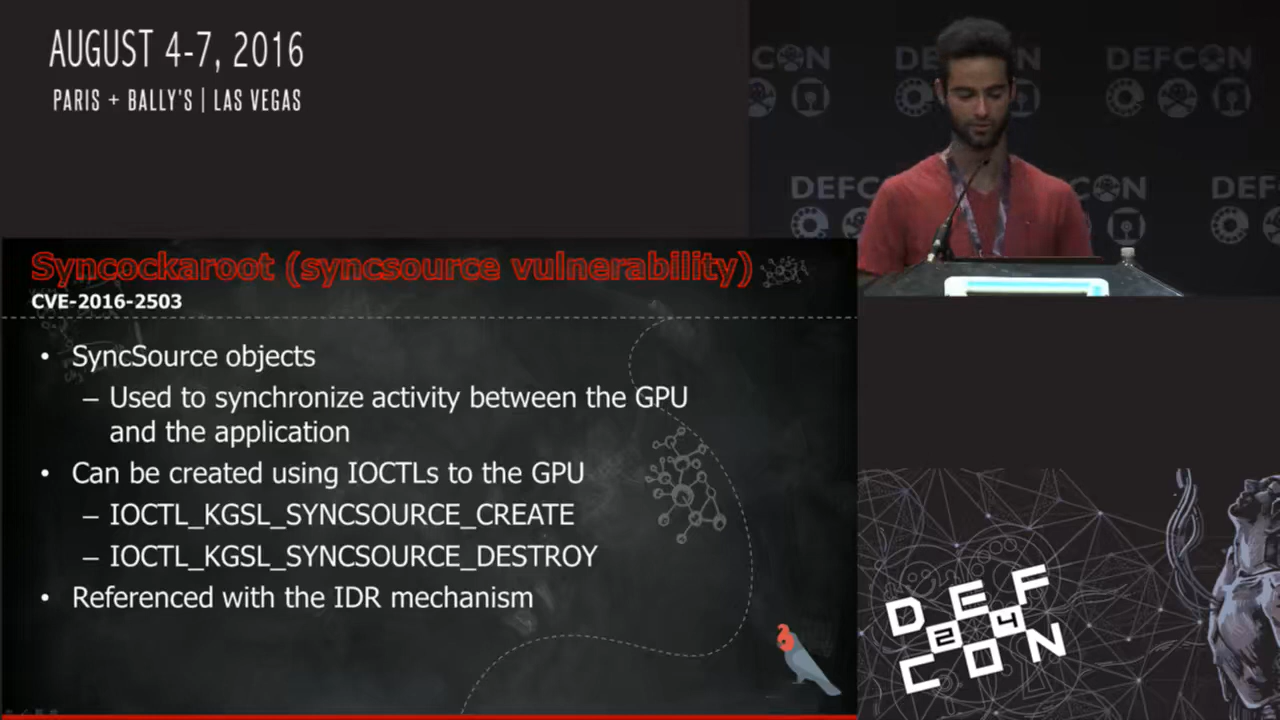 AUGUST 4-7, 2016
PARIS + BALLY'S | LAS VEGAS
DEFCON
DEFCON
DEFCON
Syncockaroot (syncsource vulnerability)
CVE-2016-2503
• SyncSource objects
– Used to synchronize activity between the GPU
and the application
• Can be created using IOCTLs to the GPU
– IOCTL_KGSL_SYNCSOURCE_CREATE
– IOCTL_KGSL_SYNCSOURCE_DESTROY
• Referenced with the IDR mechanism
DEF
24
CON